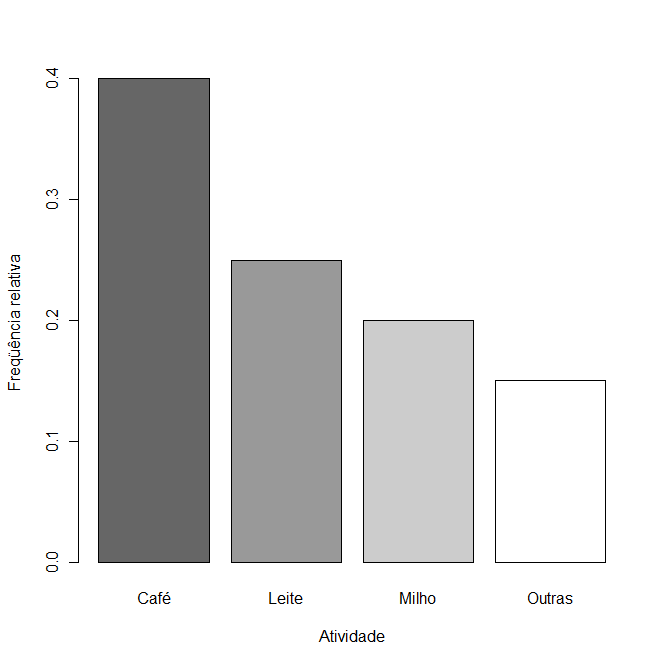 0.4
0.3
0.2
0.1
0.0
Freqüência relativa
Café
Leite
Milho
Outras
Atividade